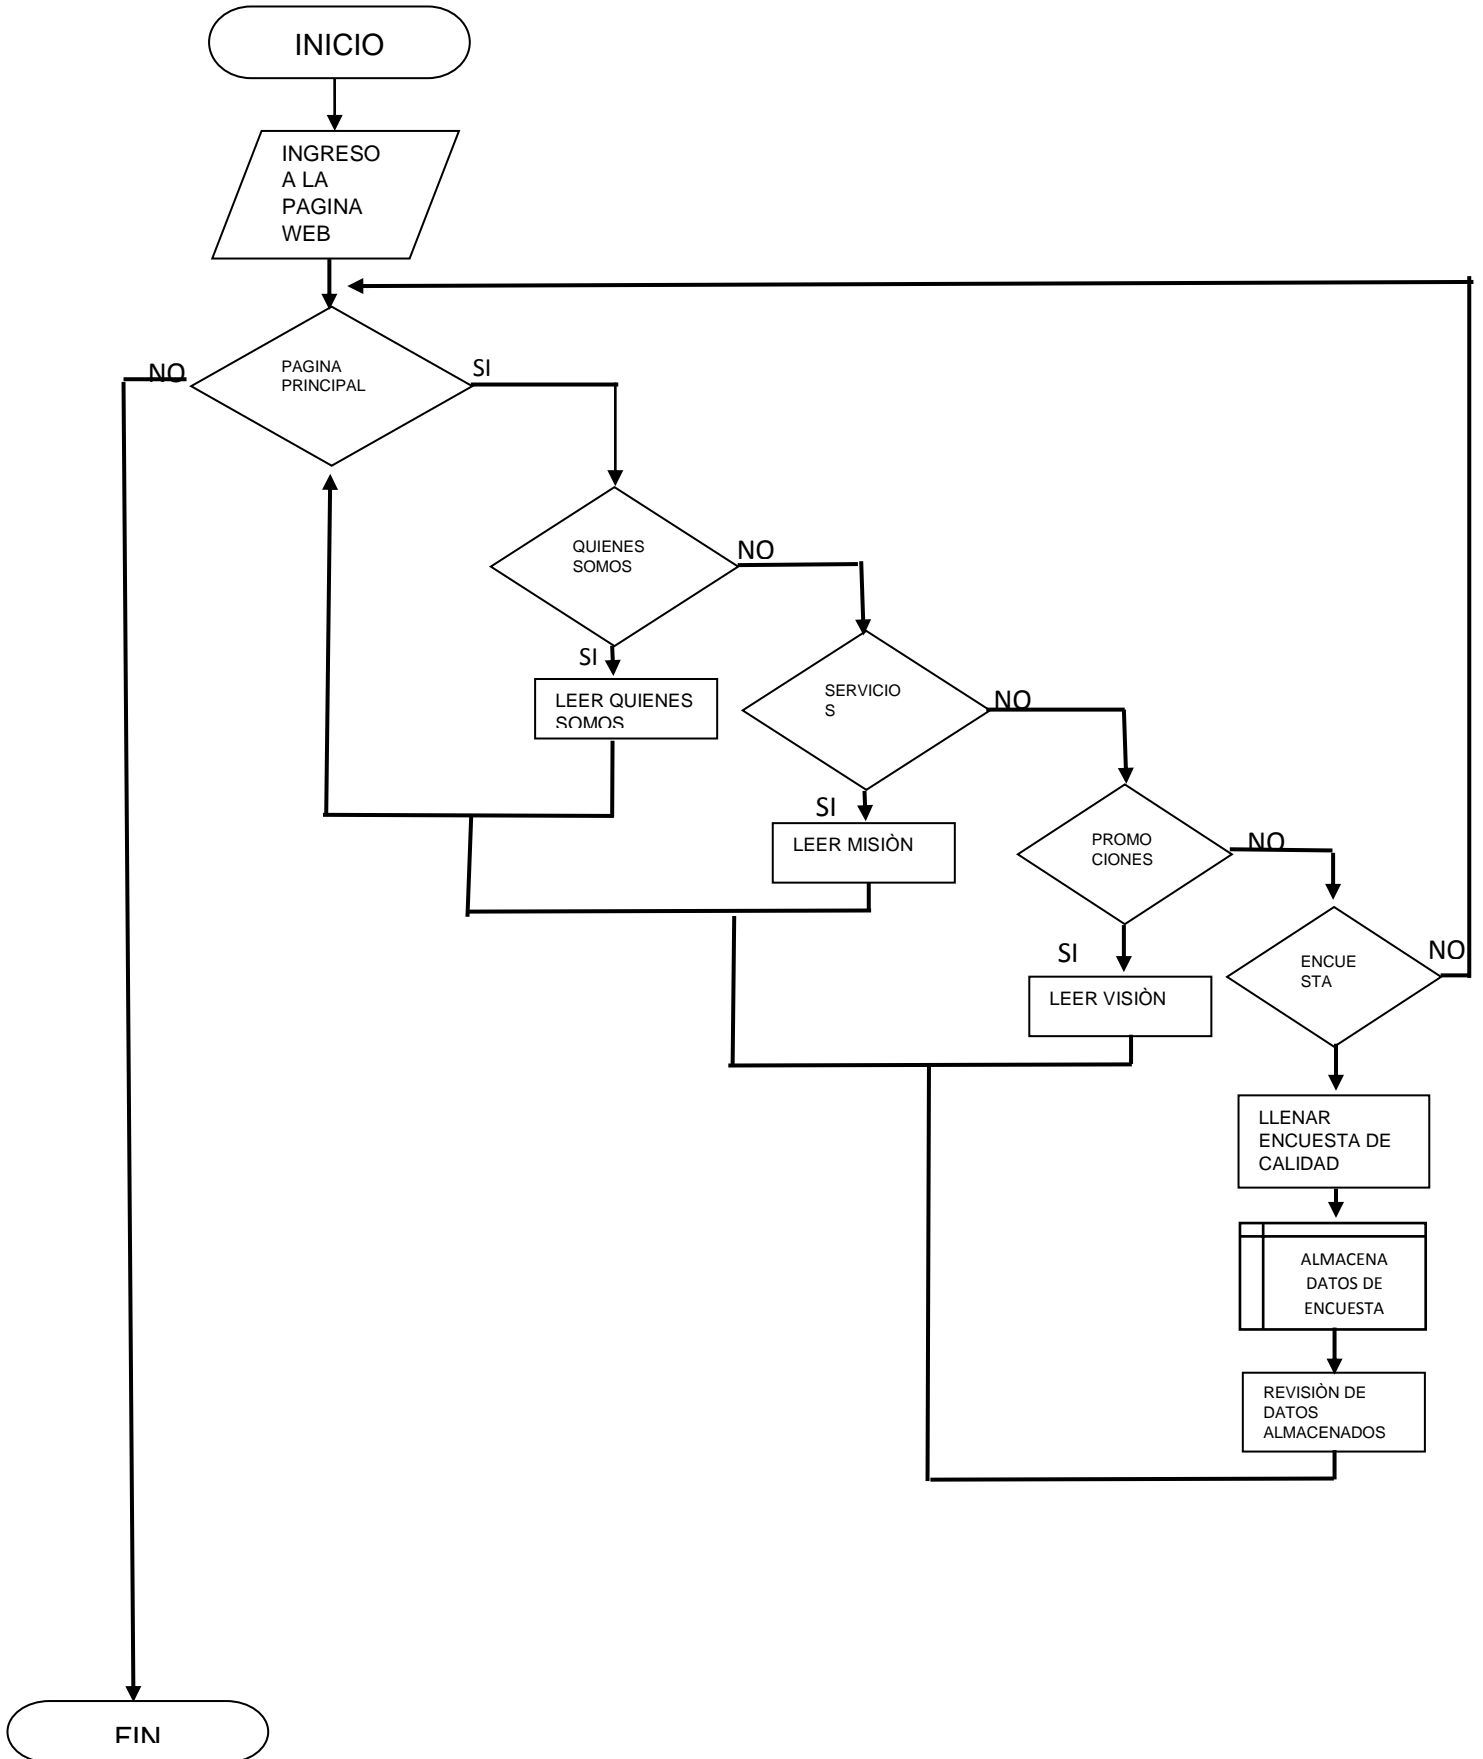 INICIO
INGRESO
A LA
PAGINA
WEB
NO
PAGINA
PRINCIPAL
SI
QUIENES
SOMOS
NO
SI
LEER QUIENES
SOMOS
SERVICIO
S
NO
SI
LEER MISIÒN
PROMO
CIONES
NO
SI
LEER VISIÒN
ENCUE
STA
NO
LLENAR
ENCUESTA DE
CALIDAD
ALMACENA
DATOS DE
ENCUESTA
REVISIÒN DE
DATOS
ALMACENADOS
FIN